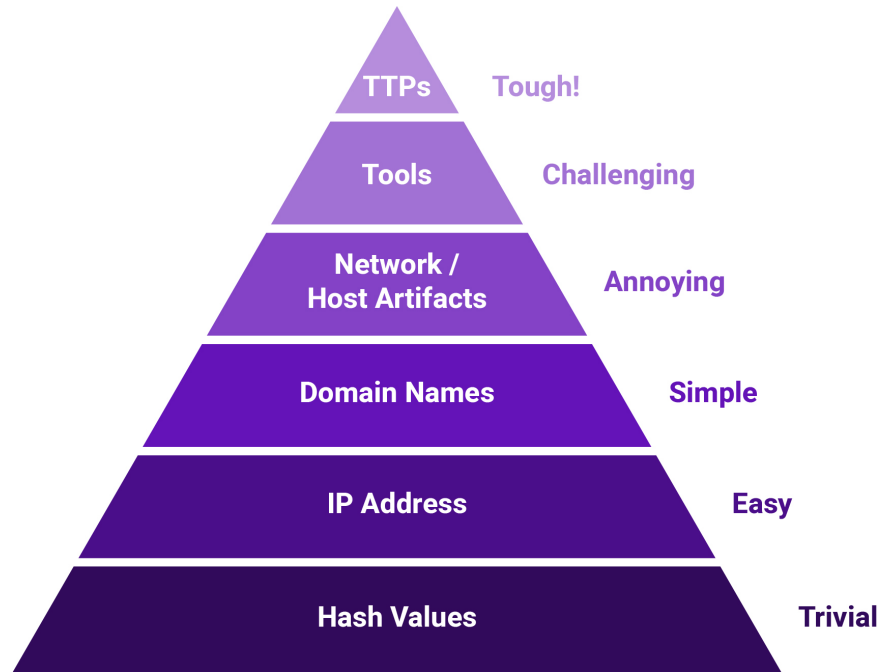 TTPs
Tough!
Tools
Challenging
Network /
Host Artifacts
Annoying
Domain Names
Simple
IP Address
Easy
Hash Values
Trivial